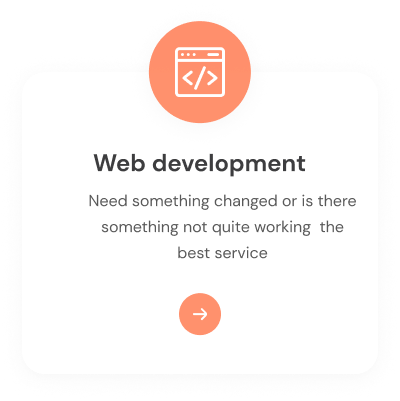 Web development
Need something changed or is there
something not quite working  the
best service